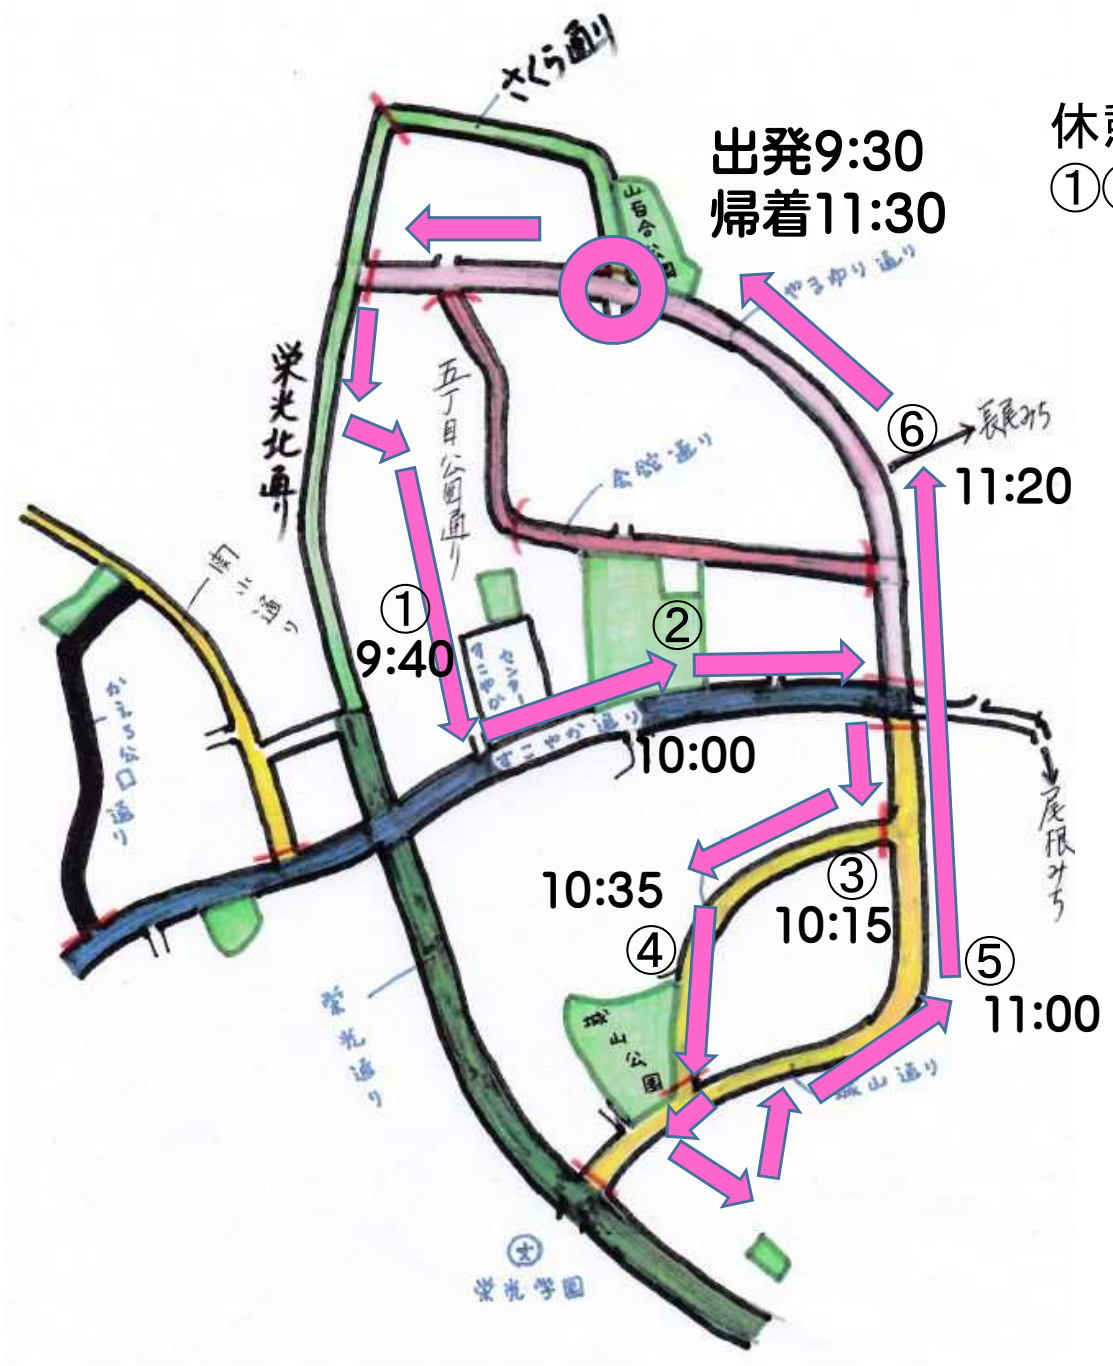 さくら通り
出発9:30
帰着11:30
休憩
①
山百合公園
やまゆり通り
栄光北通り
五丁目公園通り
会館通り
⑥
長尾みち
11:20
南小通り
①
9:40
すこやかセンター
②
すこやか通り
10:00
尾根みち
③
10:15
10:35
④
⑤
11:00
栄光通り
城山公園
城山通り
栄光学園